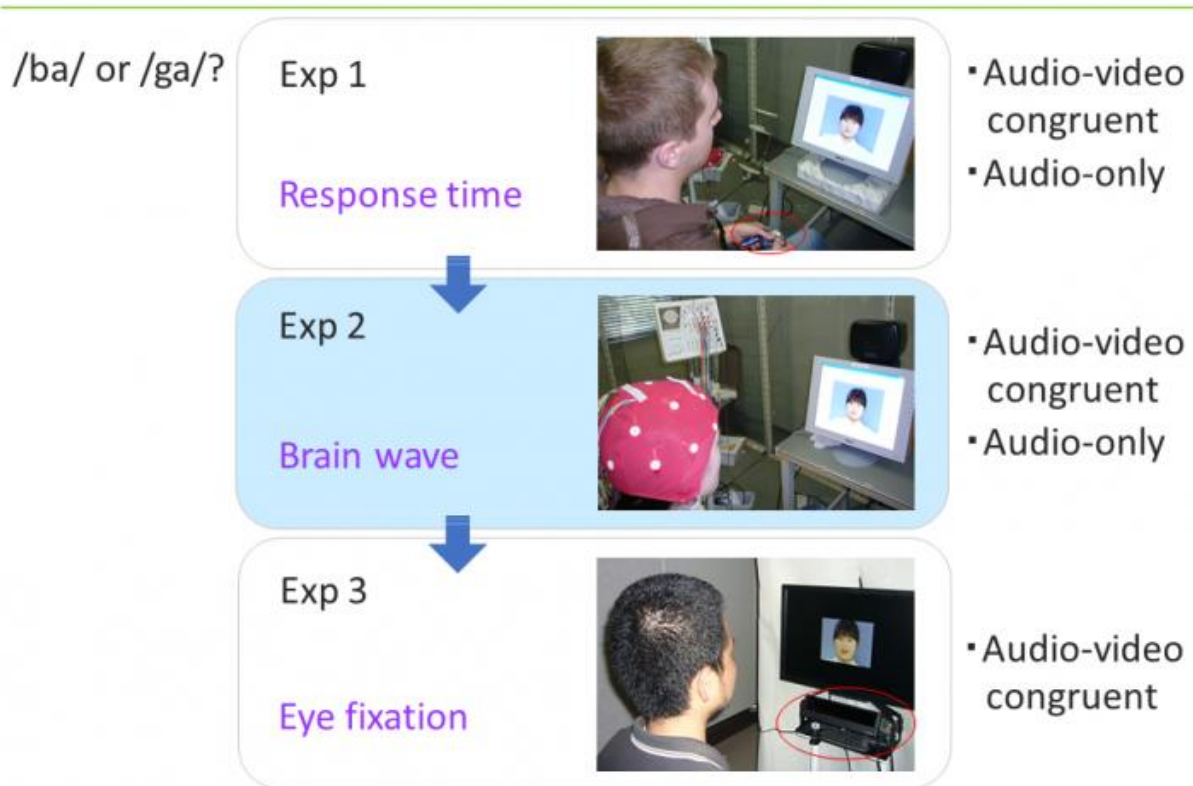 /ba/ or /ga/?
Exp 1
Response time
・Audio-video
congruent
・Audio-only
Exp 2
Brain wave
・Audio-video
congruent
・Audio-only
Exp 3
Eye fixation
・Audio-video
congruent